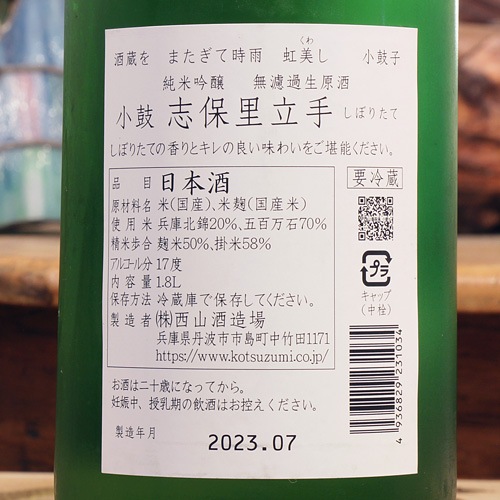 酒蔵を またぎて時雨 虹美し 小鼓子
くわ
純米吟醸 無濾過生原酒
小鼓 志保里立手 しぼりたて
しぼりたての香りとキレの良い味わいをご堪能ください。
品目 日本酒
原材料名 米(国産)、米麹(国産米)
使用米 兵庫北錦20%、五百万石70%
精米歩合 麹米50%、掛米58%
アルコール分 17度
内容量 1.8L
保存方法 冷蔵庫で保存してください。
製造者 ㈱西山酒造場
兵庫県丹波市市島町中竹田1171
https://www.kotsuzumi.co.jp/
要冷蔵
プラ
キャップ
(中栓)
4936829231034
お酒は二十歳になってから。
妊娠中、授乳期の飲酒はお控えください。
製造年月 2023.07